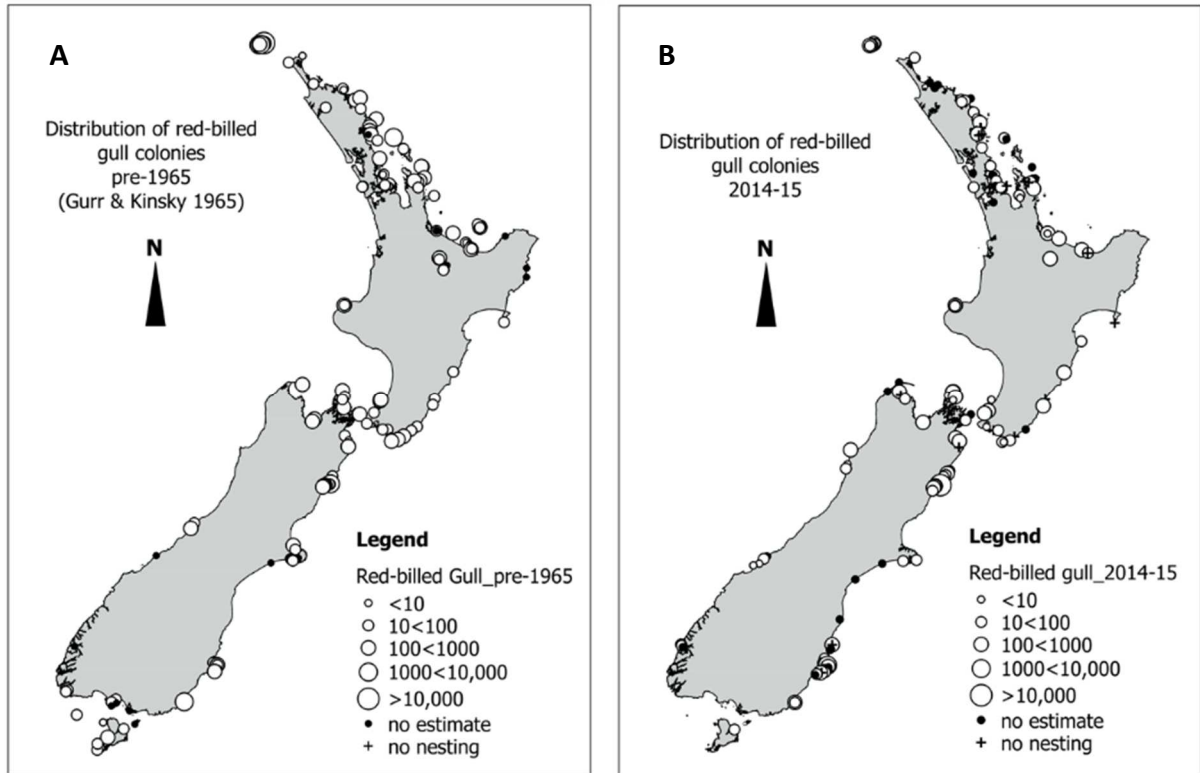 A
Distribution of red-billed
gull colonies
pre-1965
(Gurr & Kinsky 1965)
N
Legend
Red-billed Gull_pre-1965
<10
10<100
100<1000
1000<10,000
>10,000
no estimate
no nesting
B
Distribution of red-billed
gull colonies
2014-15
N
Legend
Red-billed gull_2014-15
<10
10<100
100<1000
1000<10,000
>10,000
no estimate
no nesting